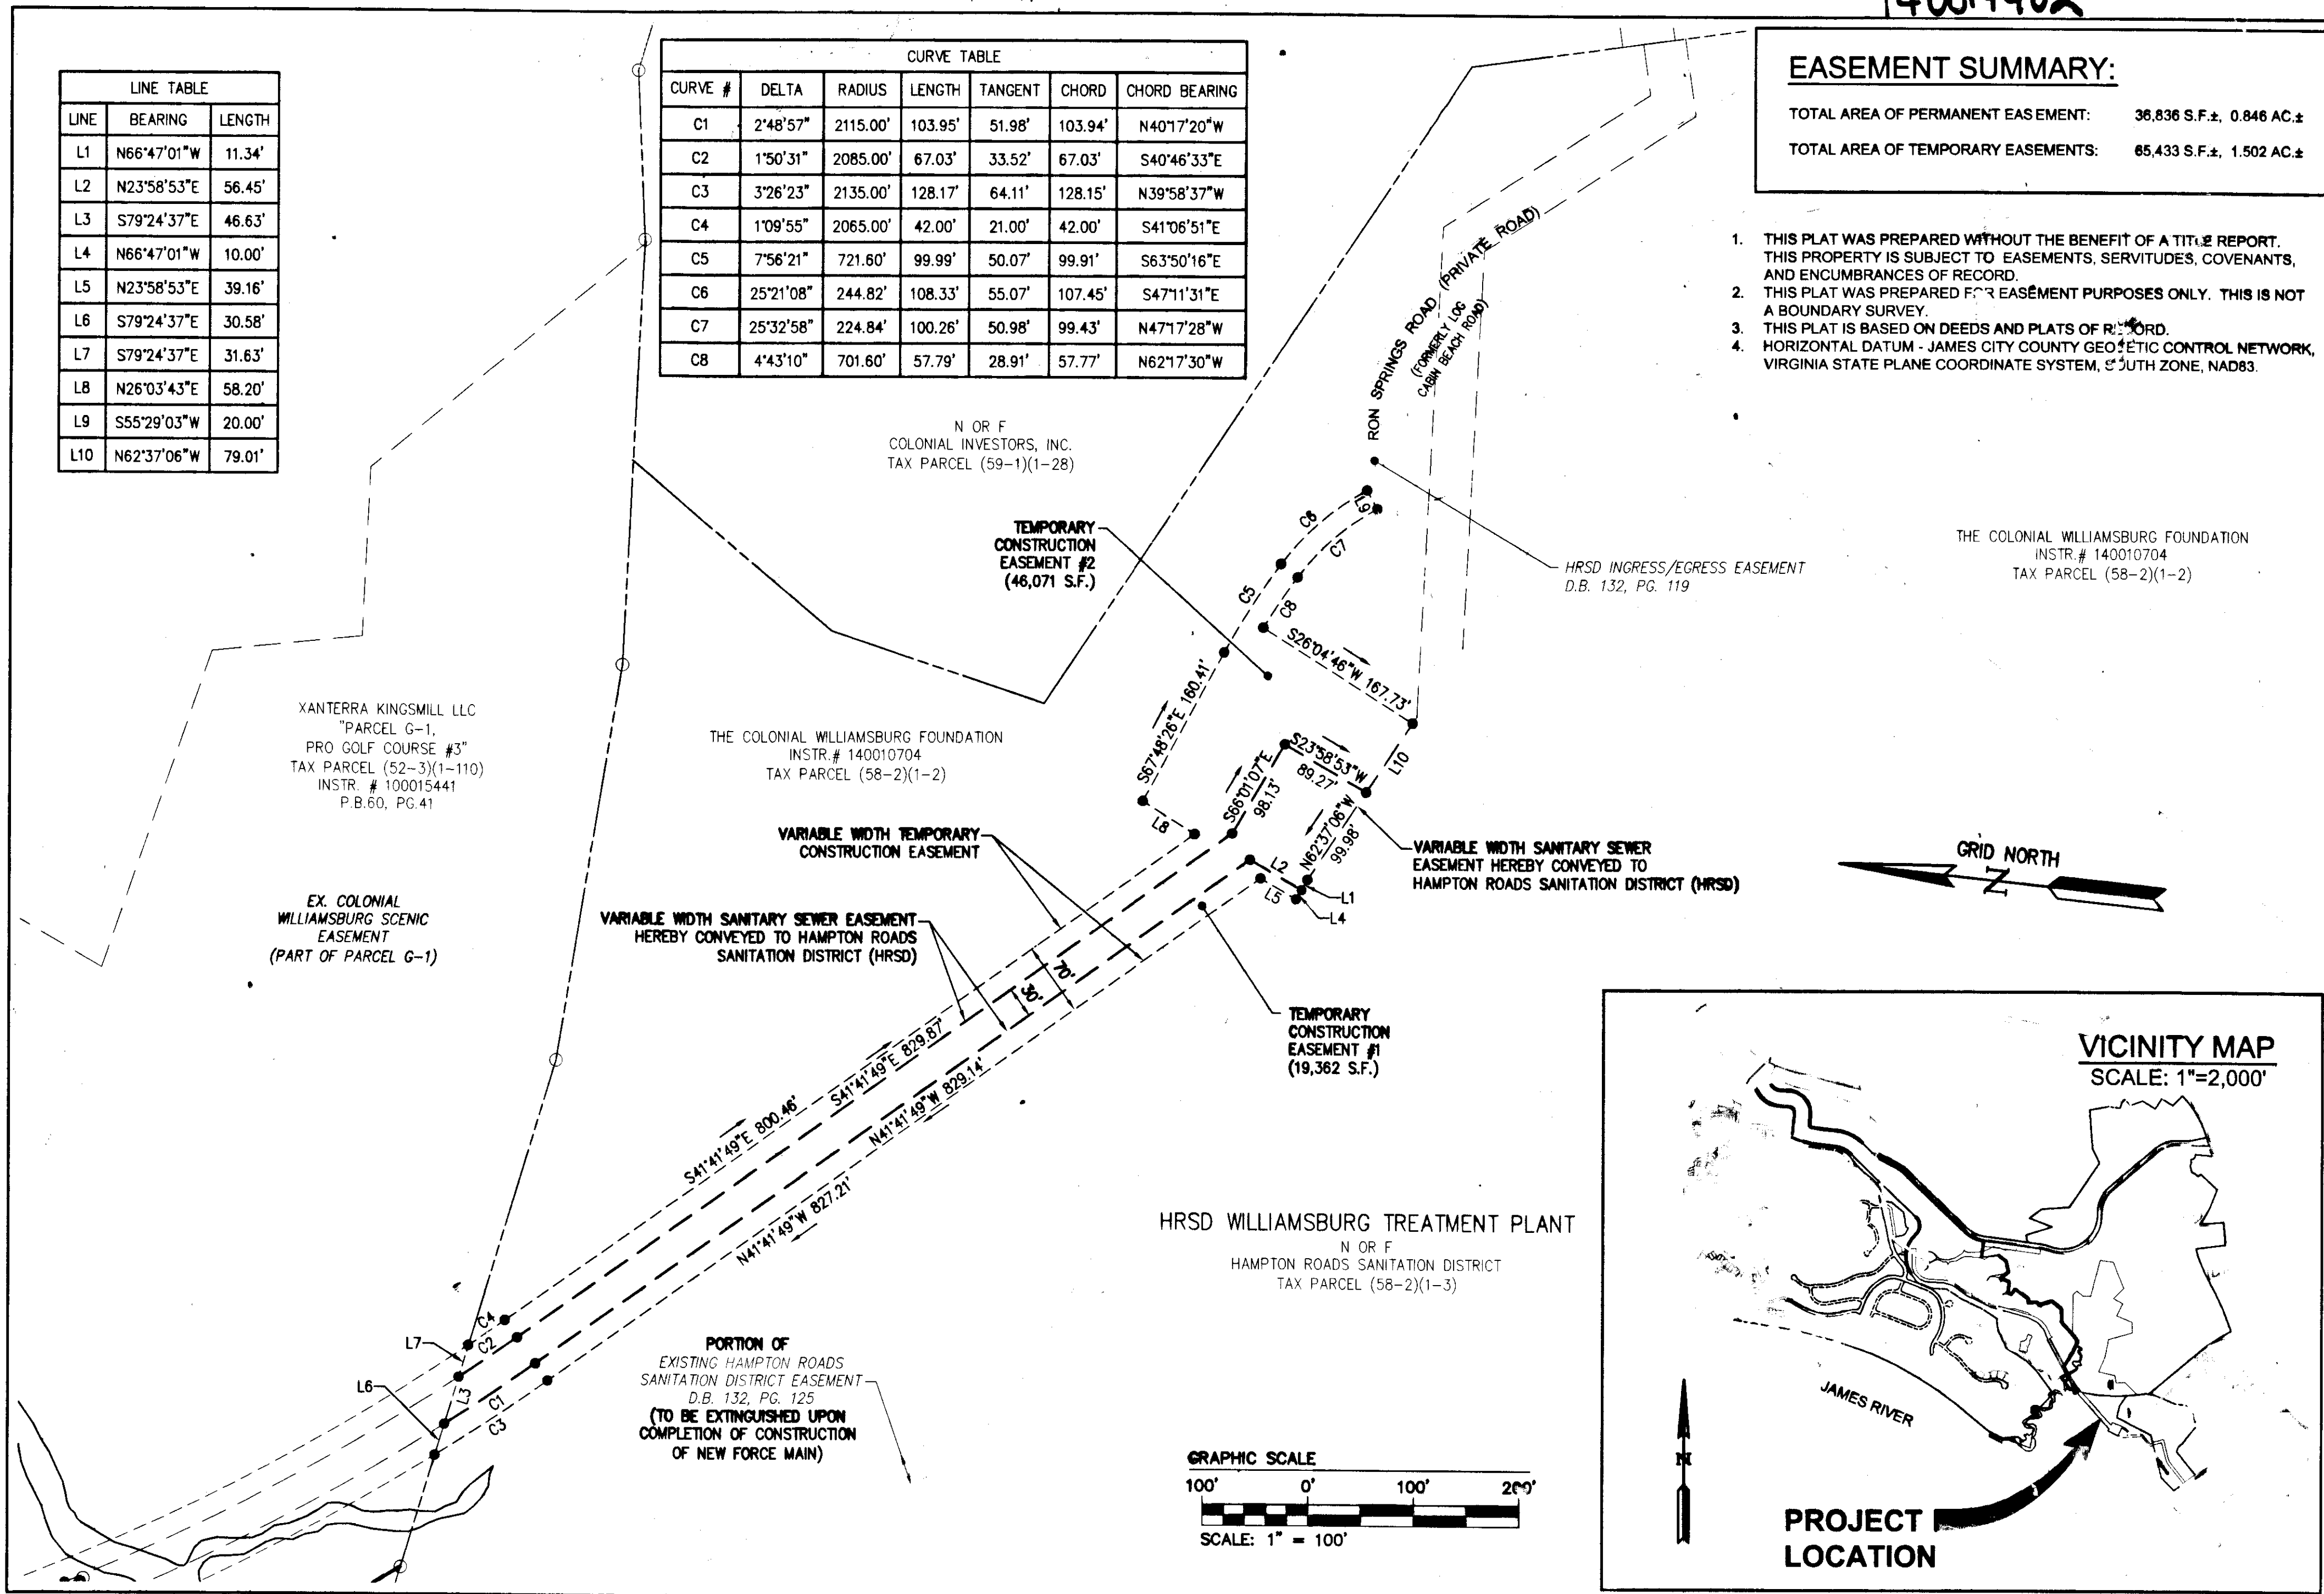 LINE TABLE
LINE BEARING LENGTH
L1 N66°47'01"W 11.34'
L2 N23°58'53"E 56.45'
L3 S79°24'37"E 46.63'
L4 N66°47'01"W 10.00'
L5 N23°58'53"E 39.16'
L6 S79°24'37"E 30.58'
L7 S79°24'37"E 31.63'
L8 N26°03'43"E 58.20'
L9 S55°29'03"W 20.00'
L10 N62°37'06"W 79.01'
CURVE TABLE
CURVE # DELTA RADIUS LENGTH TANGENT CHORD CHORD BEARING
C1 2°48'57" 2115.00' 103.95' 51.98' 103.94' N40°17'20"W
C2 1°50'31" 2085.00' 67.03' 33.52' 67.03' S40°46'33"E
C3 3°26'23" 2135.00' 128.17' 64.11' 128.15' N39°58'37"W
C4 1°09'55" 2065.00' 42.00' 21.00' 42.00' S41°06'51"E
C5 7°56'21" 721.60' 99.99' 50.07' 99.91' S63°50'16"E
C6 25°21'08" 244.82' 108.33' 55.07' 107.45' S47°11'31"E
C7 25°32'58" 224.84' 100.26' 50.98' 99.43' N47°17'28"W
C8 4°43'10" 701.60' 57.79' 28.91' 57.77' N62°17'30"W
EASEMENT SUMMARY:
TOTAL AREA OF PERMANENT EASEMENT: 36,836 S.F.±, 0.846 AC.±
TOTAL AREA OF TEMPORARY EASEMENTS: 65,433 S.F.±, 1.502 AC.±
1. THIS PLAT WAS PREPARED WITHOUT THE BENEFIT OF A TITLE REPORT.
THIS PROPERTY IS SUBJECT TO EASEMENTS, SERVITUDES, COVENANTS,
AND ENCUMBRANCES OF RECORD.
2. THIS PLAT WAS PREPARED FOR EASEMENT PURPOSES ONLY. THIS IS NOT
A BOUNDARY SURVEY.
3. THIS PLAT IS BASED ON DEEDS AND PLATS OF RECORD.
4. HORIZONTAL DATUM - JAMES CITY COUNTY GEODETIC CONTROL NETWORK,
VIRGINIA STATE PLANE COORDINATE SYSTEM, SOUTH ZONE, NAD83.
RON SPRINGS ROAD (PRIVATE ROAD)
(FORMERLY LOG
CABIN BEACH ROAD)
N OR F
COLONIAL INVESTORS, INC.
TAX PARCEL (59-1)(1-28)
TEMPORARY
CONSTRUCTION
EASEMENT #2
(46,071 S.F.)
C6
L9
C7
C5
C8
HRSD INGRESS/EGRESS EASEMENT
D.B. 132, PG. 119
THE COLONIAL WILLIAMSBURG FOUNDATION
INSTR.# 140010704
TAX PARCEL (58-2)(1-2)
S26°04'46"W 167.73'
S67°48'26"E 160.41'
XANTERRA KINGSMILL LLC
"PARCEL G-1,
PRO GOLF COURSE #3"
TAX PARCEL (52-3)(1-110)
INSTR. # 100015441
P.B.60, PG.41
THE COLONIAL WILLIAMSBURG FOUNDATION
INSTR.# 140010704
TAX PARCEL (58-2)(1-2)
S23°58'53"W
89.27'
L10
S66°01'07"E
98.13'
L8
N62°37'06"W
99.98'
VARIABLE WIDTH TEMPORARY
CONSTRUCTION EASEMENT
VARIABLE WIDTH SANITARY SEWER
EASEMENT HEREBY CONVEYED TO
HAMPTON ROADS SANITATION DISTRICT (HRSD)
GRID NORTH
N
L2
L5
L1
L4
EX. COLONIAL
WILLIAMSBURG SCENIC
EASEMENT
(PART OF PARCEL G-1)
VARIABLE WIDTH SANITARY SEWER EASEMENT
HEREBY CONVEYED TO HAMPTON ROADS
SANITATION DISTRICT (HRSD)
70'
30'
TEMPORARY
CONSTRUCTION
EASEMENT #1
(19,362 S.F.)
S41°41'49"E 800.46'
S41°41'49"E 829.87'
N41°41'49"W 829.14'
N41°41'49"W 827.21'
HRSD WILLIAMSBURG TREATMENT PLANT
N OR F
HAMPTON ROADS SANITATION DISTRICT
TAX PARCEL (58-2)(1-3)
C4
C2
L7
L6
L3
C1
C3
PORTION OF
EXISTING HAMPTON ROADS
SANITATION DISTRICT EASEMENT
D.B. 132, PG. 125
(TO BE EXTINGUISHED UPON
COMPLETION OF CONSTRUCTION
OF NEW FORCE MAIN)
GRAPHIC SCALE
100' 0' 100' 200'
SCALE: 1" = 100'
VICINITY MAP
SCALE: 1"=2,000'
JAMES RIVER
N
PROJECT
LOCATION